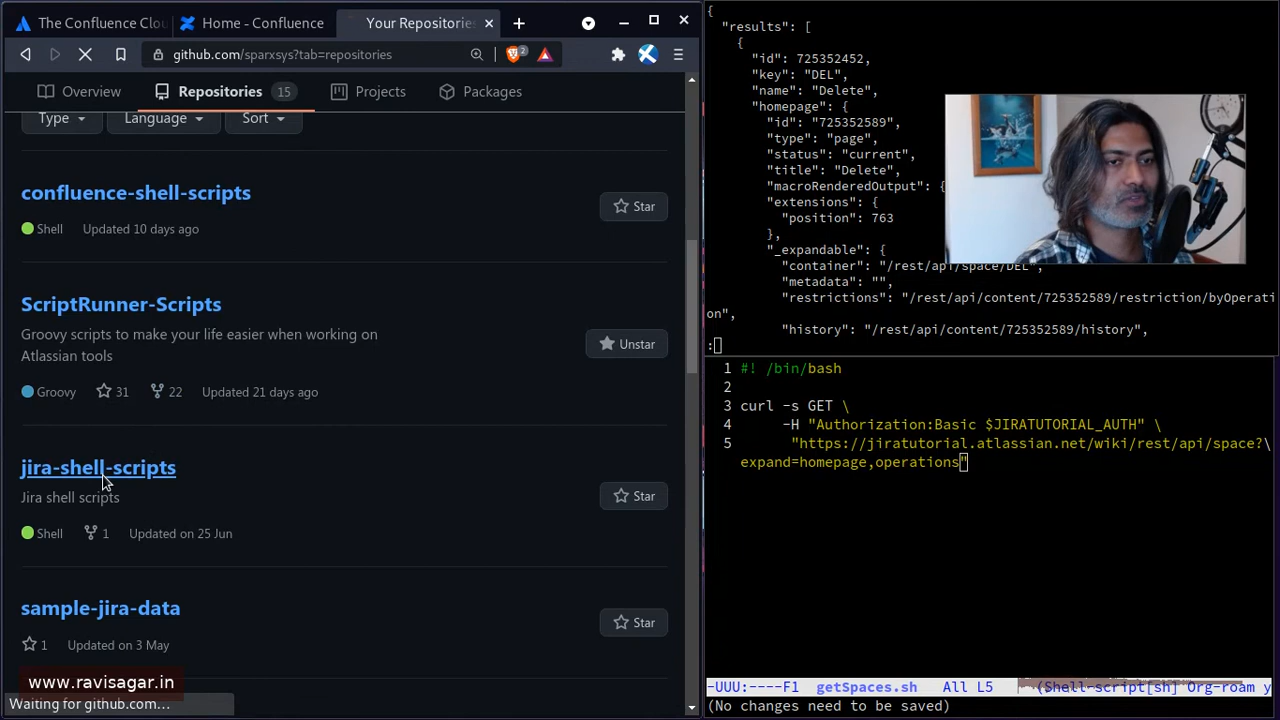 The Confluence Clou
Home - Confluence
Your Repositories
github.com/sparxsys?tab=repositories
2
Overview
Repositories 15
Projects
Packages
Type
Language
Sort
confluence-shell-scripts
Star
Shell Updated 10 days ago
ScriptRunner-Scripts
Groovy scripts to make your life easier when working on
Atlassian tools
Unstar
Groovy 31 22 Updated 21 days ago
jira-shell-scripts
Jira shell scripts
Star
Shell 1 Updated on 25 Jun
sample-jira-data
Star
1 Updated on 3 May
www.ravisagar.in
Waiting for github.com...
{
"results": [
{
"id": 725352452,
"key": "DEL",
"name": "Delete",
"homepage": {
"id": "725352589",
"type": "page",
"status": "current",
"title": "Delete",
"macroRenderedOutput": {
"extensions": {
"position": 763
},
"_expandable": {
"container": "/rest/api/space/DEL",
"metadata": "",
"restrictions": "/rest/api/content/725352589/restriction/byOperati
on",
"history": "/rest/api/content/725352589/history",
:
1 #! /bin/bash
2
3 curl -s GET \
4 -H "Authorization:Basic $JIRATUTORIAL_AUTH" \
5 "https://jiratutorial.atlassian.net/wiki/rest/api/space?\
expand=homepage,operations"
-UUU:----F1 getSpaces.sh All L5 (Shell-script[sh] Org-roam y
(No changes need to be saved)